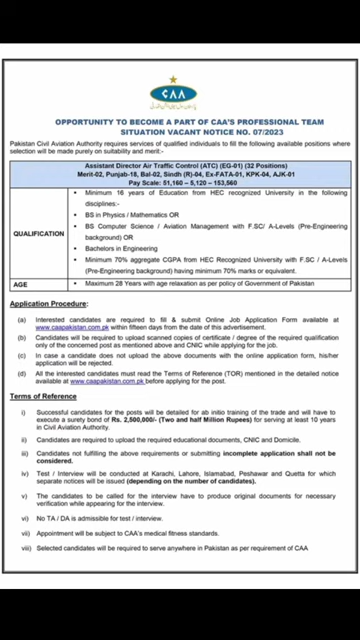 CAA
OPPORTUNITY TO BECOME A PART OF CAA'S PROFESSIONAL TEAM
SITUATION VACANT NOTICE NO. 07/2023
Pakistan Civil Aviation Authority requires services of qualified individuals to fill the following available positions where
selection will be made purely on suitability and merit:-
Assistant Director Air Traffic Control (ATC) (EG-01) (32 Positions)
Merit-02, Punjab-18, Bal-02, Sindh (R)-04, Ex-FATA-01, KPK-04, AJK-01
Pay Scale: 51,160 – 5,120 – 153,560
QUALIFICATION
• Minimum 16 years of Education from HEC recognized University in the following
disciplines:-
• BS in Physics / Mathematics OR
• BS Computer Science / Aviation Management with F.SC/ A-Levels (Pre-Engineering
background) OR
• Bachelors in Engineering
• Minimum 70% aggregate CGPA from HEC Recognized University with F.SC / A-Levels
(Pre-Engineering background) having minimum 70% marks or equivalent.
AGE
• Maximum 28 Years with age relaxation as per policy of Government of Pakistan
Application Procedure:
(a) Interested candidates are required to fill & submit Online Job Application Form available at
www.caapakistan.com.pk within fifteen days from the date of this advertisement.
(b) Candidates will be required to upload scanned copies of certificate / degree of the required qualification
only of the concerned post as mentioned above and CNIC while applying for the job.
(c) In case a candidate does not upload the above documents with the online application form, his/her
application will be rejected.
(d) All the interested candidates must read the Terms of Reference (TOR) mentioned in the detailed notice
available at www.caapakistan.com.pk before applying for the post.
Terms of Reference
i) Successful candidates for the posts will be detailed for ab initio training of the trade and will have to
execute a surety bond of Rs. 2,500,000/- (Two and half Million Rupees) for serving at least 10 years
in Civil Aviation Authority.
ii) Candidates are required to upload the required educational documents, CNIC and Domicile.
iii) Candidates not fulfilling the above requirements or submitting incomplete application shall not be
considered.
iv) Test / Interview will be conducted at Karachi, Lahore, Islamabad, Peshawar and Quetta for which
separate notices will be issued (depending on the number of candidates).
v) The candidates to be called for the interview have to produce original documents for necessary
verification while appearing for the interview.
vi) No TA / DA is admissible for test / interview.
vii) Appointment will be subject to CAA's medical fitness standards.
viii) Selected candidates will be required to serve anywhere in Pakistan as per requirement of CAA